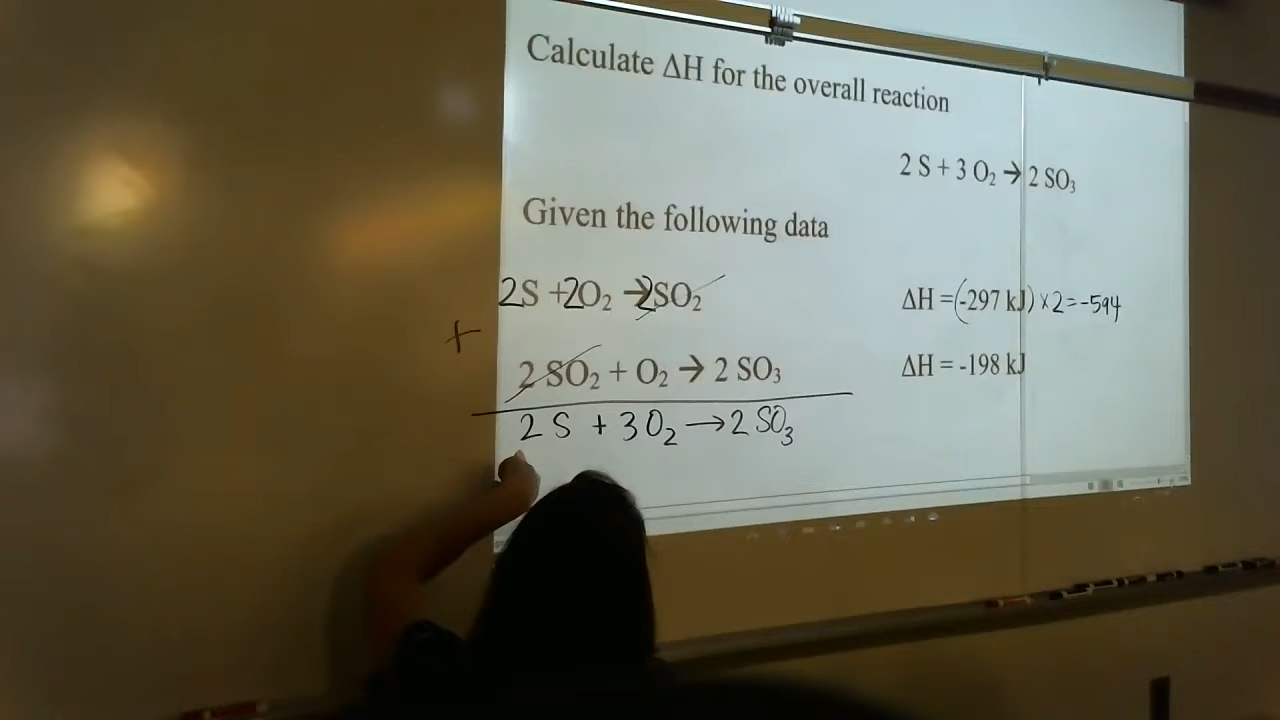 Calculate ΔH for the overall reaction
2 S + 3 O₂ → 2 SO₃
Given the following data
2S + 2O₂ → 2SO₂ ΔH = (-297 kJ) × 2 = -594
+
2 SO₂ + O₂ → 2 SO₃ ΔH = -198 kJ
2 S + 3 O₂ → 2 SO₃